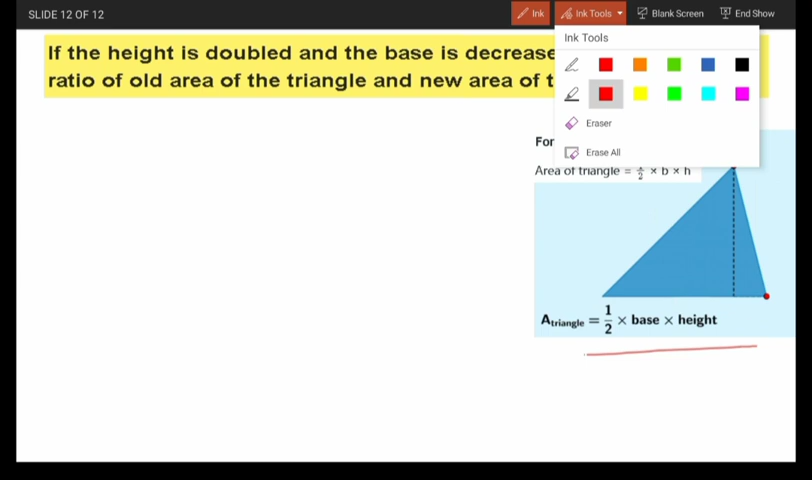 SLIDE 12 OF 12
Ink
Ink Tools
Blank Screen
End Show
Ink Tools
Eraser
Erase All
If the height is doubled and the base is decrease
ratio of old area of the triangle and new area of t
For
Area of triangle = 1/2 × b × h
A_triangle = 1/2 × base × height